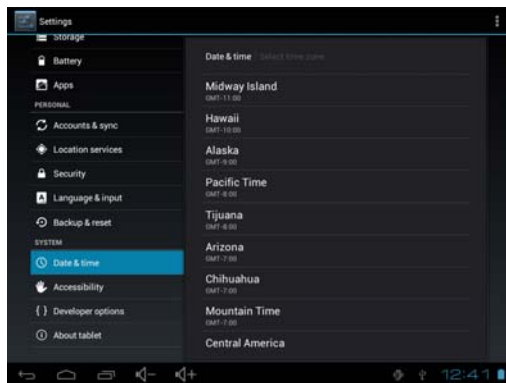 Settings
Storage
Battery
Apps
PERSONAL
Accounts & sync
Location services
Security
Language & input
Backup & reset
SYSTEM
Date & time
Accessibility
{ } Developer options
About tablet
Date & time Select time zone
Midway Island
GMT-11:00
Hawaii
GMT-10:00
Alaska
GMT-9:00
Pacific Time
GMT-8:00
Tijuana
GMT-8:00
Arizona
GMT-7:00
Chihuahua
GMT-7:00
Mountain Time
GMT-7:00
Central America
12:41